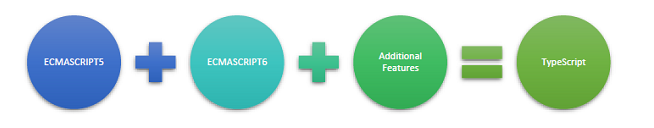 ECMASCRIPT5
ECMASCRIPT6
Additional
Features
TypeScript